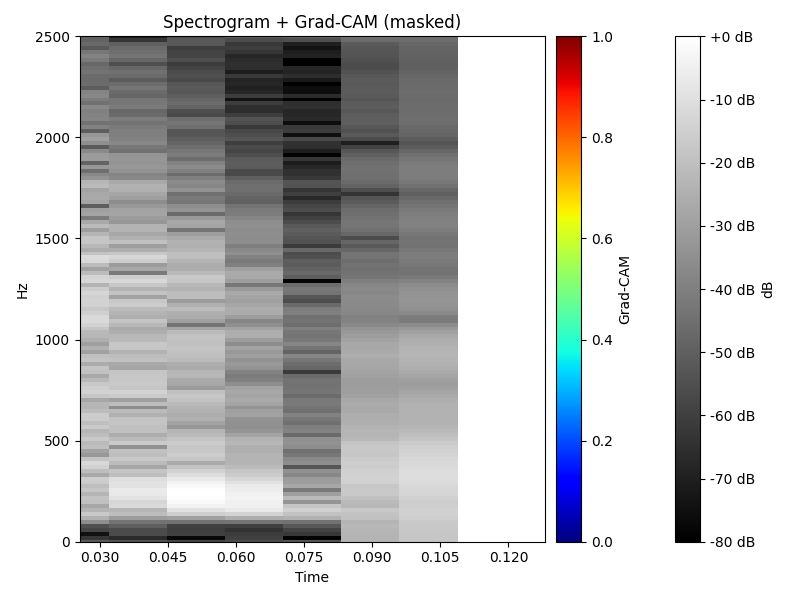 Spectrogram + Grad-CAM (masked)
2500
2000
1500
1000
500
0
Hz
0.030
0.045
0.060
0.075
0.090
0.105
0.120
Time
1.0
0.8
0.6
0.4
0.2
0.0
Grad-CAM
+0 dB
-10 dB
-20 dB
-30 dB
-40 dB
-50 dB
-60 dB
-70 dB
-80 dB
dB